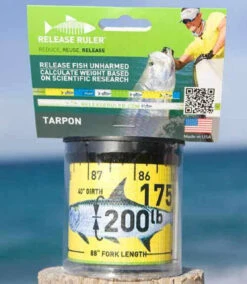 RELEASE RULER
REDUCE, REUSE, RELEASE
RELEASE FISH UNHARMED
CALCULATE WEIGHT BASED
ON SCIENTIFIC RESEARCH
TARPON
Made in USA
87
86
40" GIRTH
175
200lb
88" FORK LENGTH